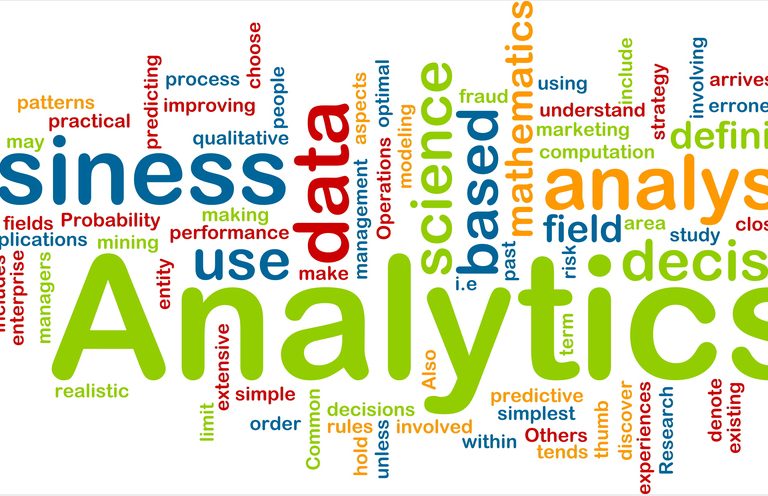 mathematics
choose
include
involving
predicting
process
people
optimal
using
strategy
arrives
aspects
patterns
improving
fraud
understand
errone
practical
qualitative
data
modeling
science
based
marketing
defini
may
siness
Operations
computation
analys
management
fields
Probability
making
field
area
clos
plications
mining
performance
study
past
risk
includes
enterprise
managers
entity
use
make
i.e
decis
Analytics
term
realistic
extensive
simple
Also
predictive
limit
order
Common
decisions
rules
involved
simplest
thumb
discover
experiences
Research
denote
existing
hold
unless
within
Others
tends